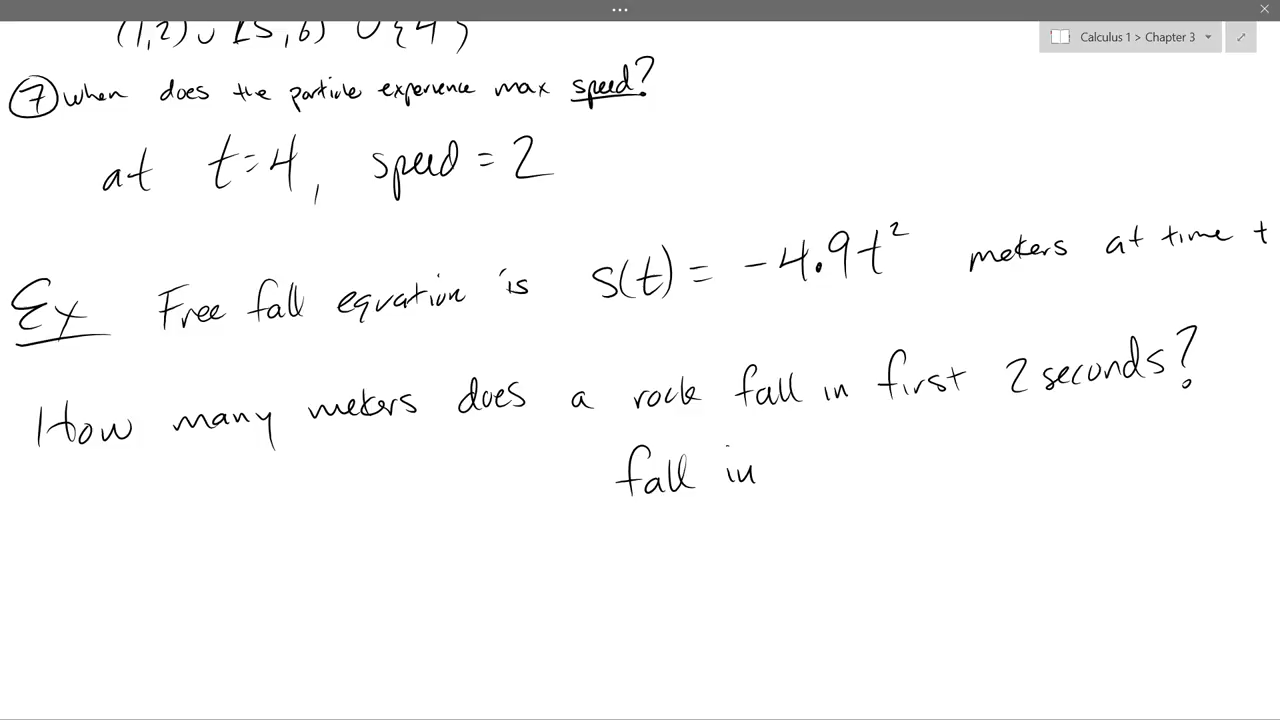 (1,2) ∪ [5,6) ∪ {4}
Calculus 1 > Chapter 3
⑦ When does the particle experience max speed?
at t=4, speed = 2
Ex Free fall equation is s(t) = -4.9t² meters at time t
How many meters does a rock fall in first 2 seconds?
fall in